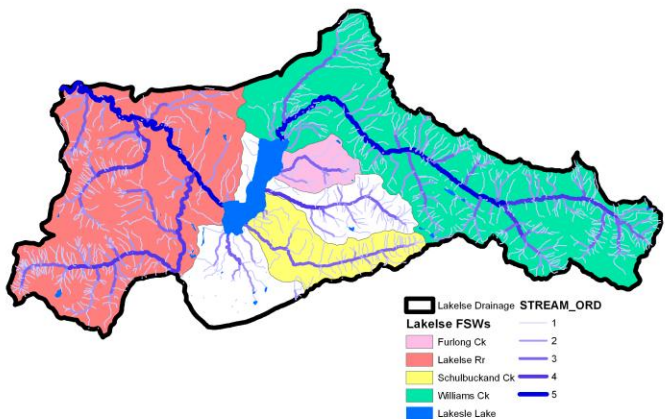 Lakelse Drainage STREAM_ORD
Lakelse FSWs
1
Furlong Ck
2
Lakelse Rr
3
Schulbuckand Ck
4
Williams Ck
5
Lakesle Lake